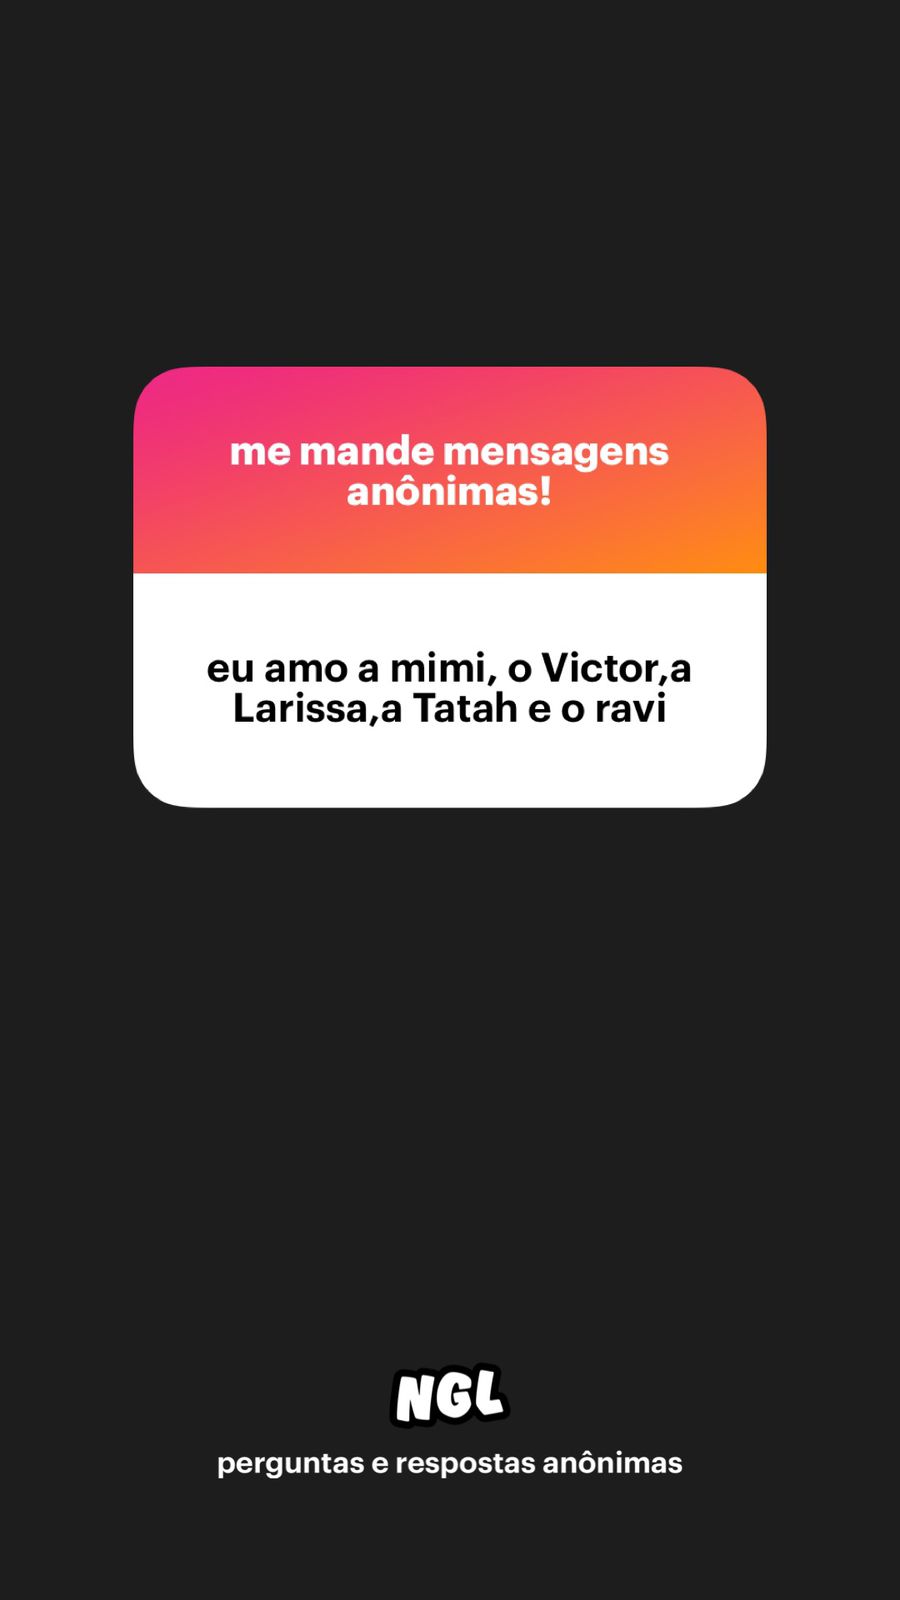 me mande mensagens
anônimas!
eu amo a mimi, o Victor,a
Larissa,a Tatah e o ravi
NGL
perguntas e respostas anônimas